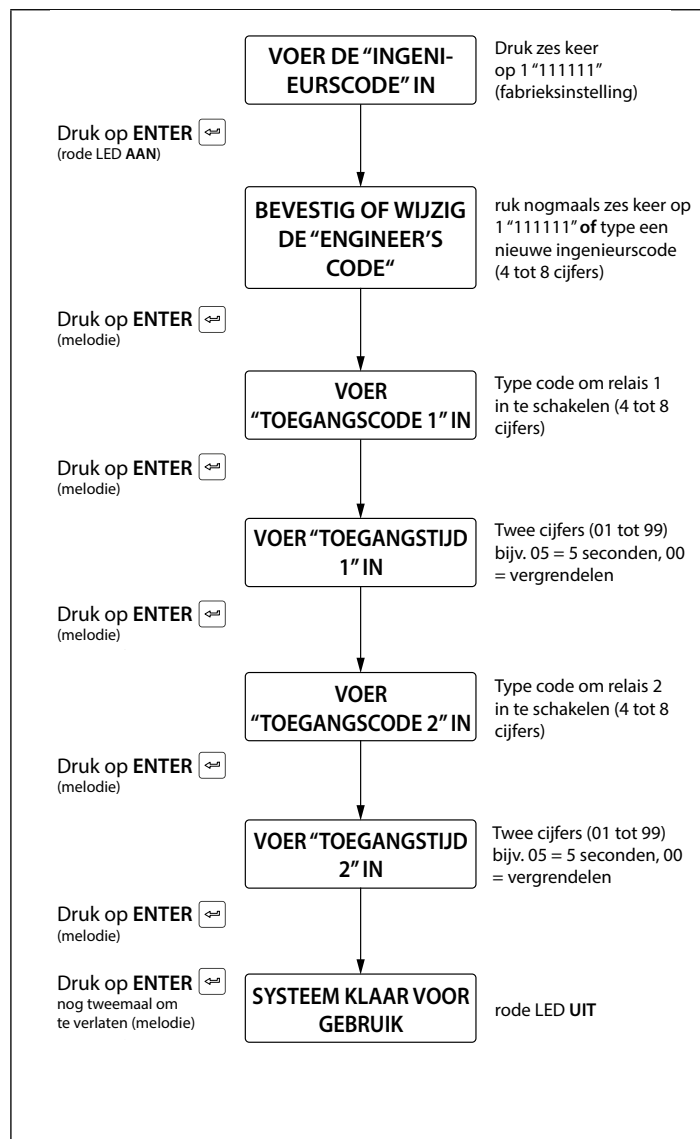 VOER DE “INGENI-
EURSCODE” IN
Druk zes keer
op 1 “111111”
(fabrieksinstelling)
Druk op ENTER
(rode LED AAN)
BEVESTIG OF WIJZIG
DE “ENGINEER’S
CODE“
ruk nogmaals zes keer op
1 “111111” of type een
nieuwe ingenieurscode
(4 tot 8 cijfers)
Druk op ENTER
(melodie)
VOER
“TOEGANGSCODE 1” IN
Type code om relais 1
in te schakelen (4 tot 8
cijfers)
Druk op ENTER
(melodie)
VOER “TOEGANGSTIJD
1” IN
Twee cijfers (01 tot 99)
bijv. 05 = 5 seconden, 00
= vergrendelen
Druk op ENTER
(melodie)
VOER
“TOEGANGSCODE 2” IN
Type code om relais 2
in te schakelen (4 tot 8
cijfers)
Druk op ENTER
(melodie)
VOER “TOEGANGSTIJD
2” IN
Twee cijfers (01 tot 99)
bijv. 05 = 5 seconden, 00
= vergrendelen
Druk op ENTER
(melodie)
Druk op ENTER
nog tweemaal om
te verlaten (melodie)
SYSTEEM KLAAR VOOR
GEBRUIK
rode LED UIT